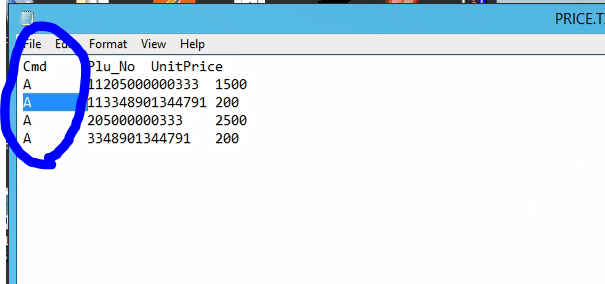 PRICE.T
File Edit Format View Help
Cmd Plu_No UnitPrice
A 11205000000333 1500
A 113348901344791 200
A 205000000333 2500
A 3348901344791 200